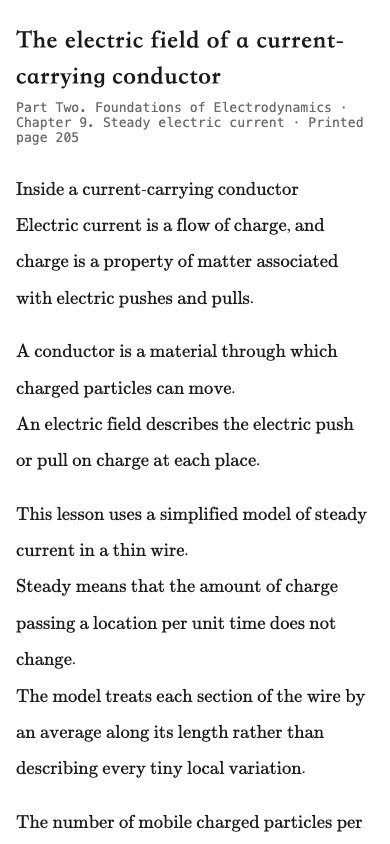 The electric field of a current-
carrying conductor
Part Two. Foundations of Electrodynamics ·
Chapter 9. Steady electric current · Printed
page 205
Inside a current-carrying conductor
Electric current is a flow of charge, and
charge is a property of matter associated
with electric pushes and pulls.
A conductor is a material through which
charged particles can move.
An electric field describes the electric push
or pull on charge at each place.
This lesson uses a simplified model of steady
current in a thin wire.
Steady means that the amount of charge
passing a location per unit time does not
change.
The model treats each section of the wire by
an average along its length rather than
describing every tiny local variation.
The number of mobile charged particles per